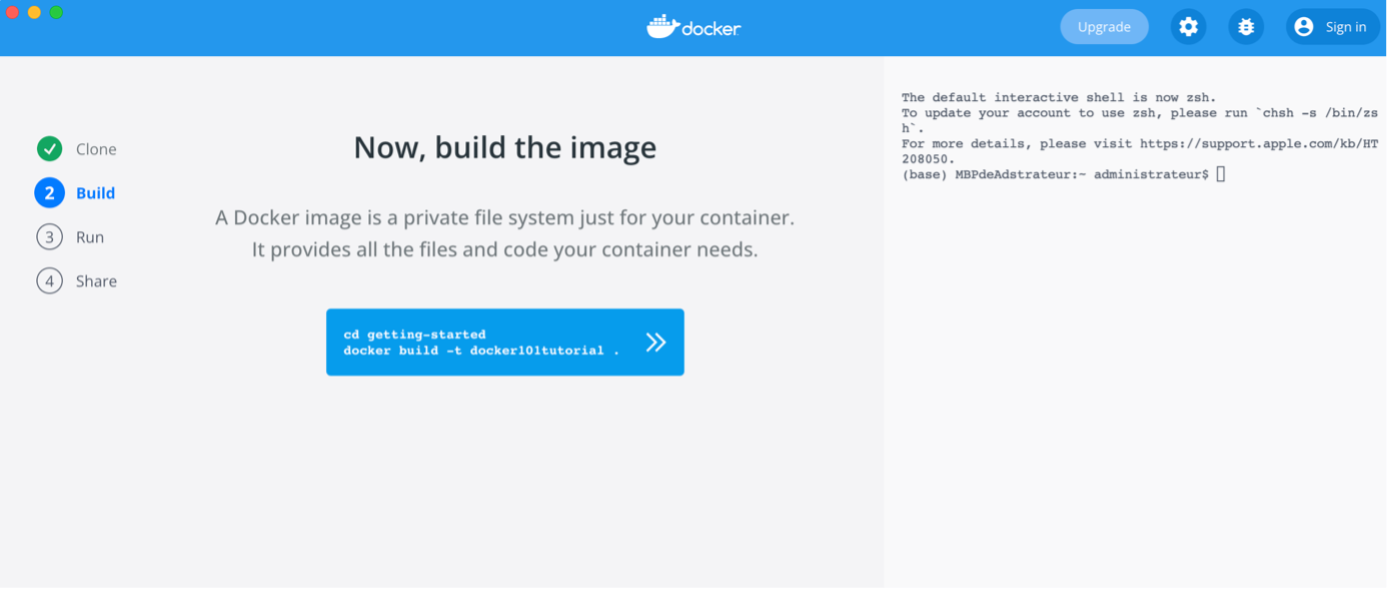 docker
Upgrade
Sign in
Clone
2 Build
3 Run
4 Share
Now, build the image
A Docker image is a private file system just for your container.
It provides all the files and code your container needs.
cd getting-started
docker build -t docker101tutorial .
The default interactive shell is now zsh.
To update your account to use zsh, please run `chsh -s /bin/zs
h`.
For more details, please visit https://support.apple.com/kb/HT
208050.
(base) MBPdeAdstrateur:~ administrateur$